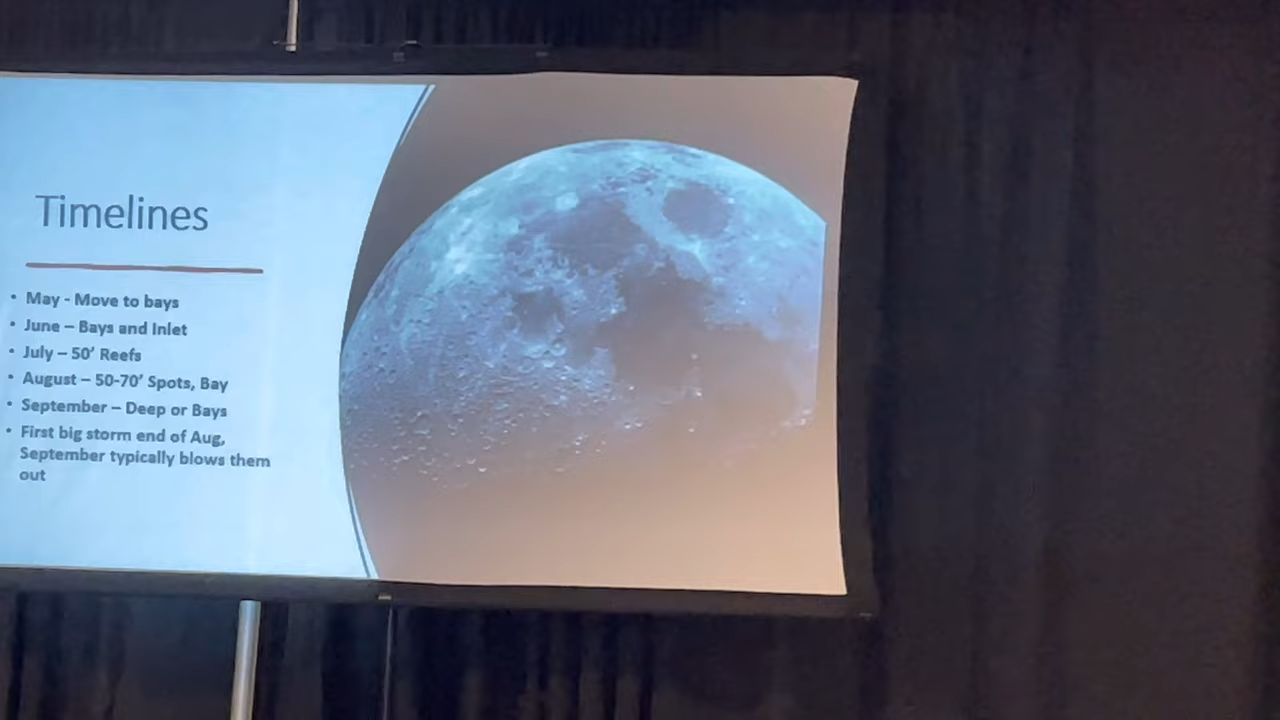 Timelines
• May - Move to bays
• June – Bays and Inlet
• July – 50' Reefs
• August – 50-70' Spots, Bay
• September – Deep or Bays
• First big storm end of Aug,
September typically blows them
out